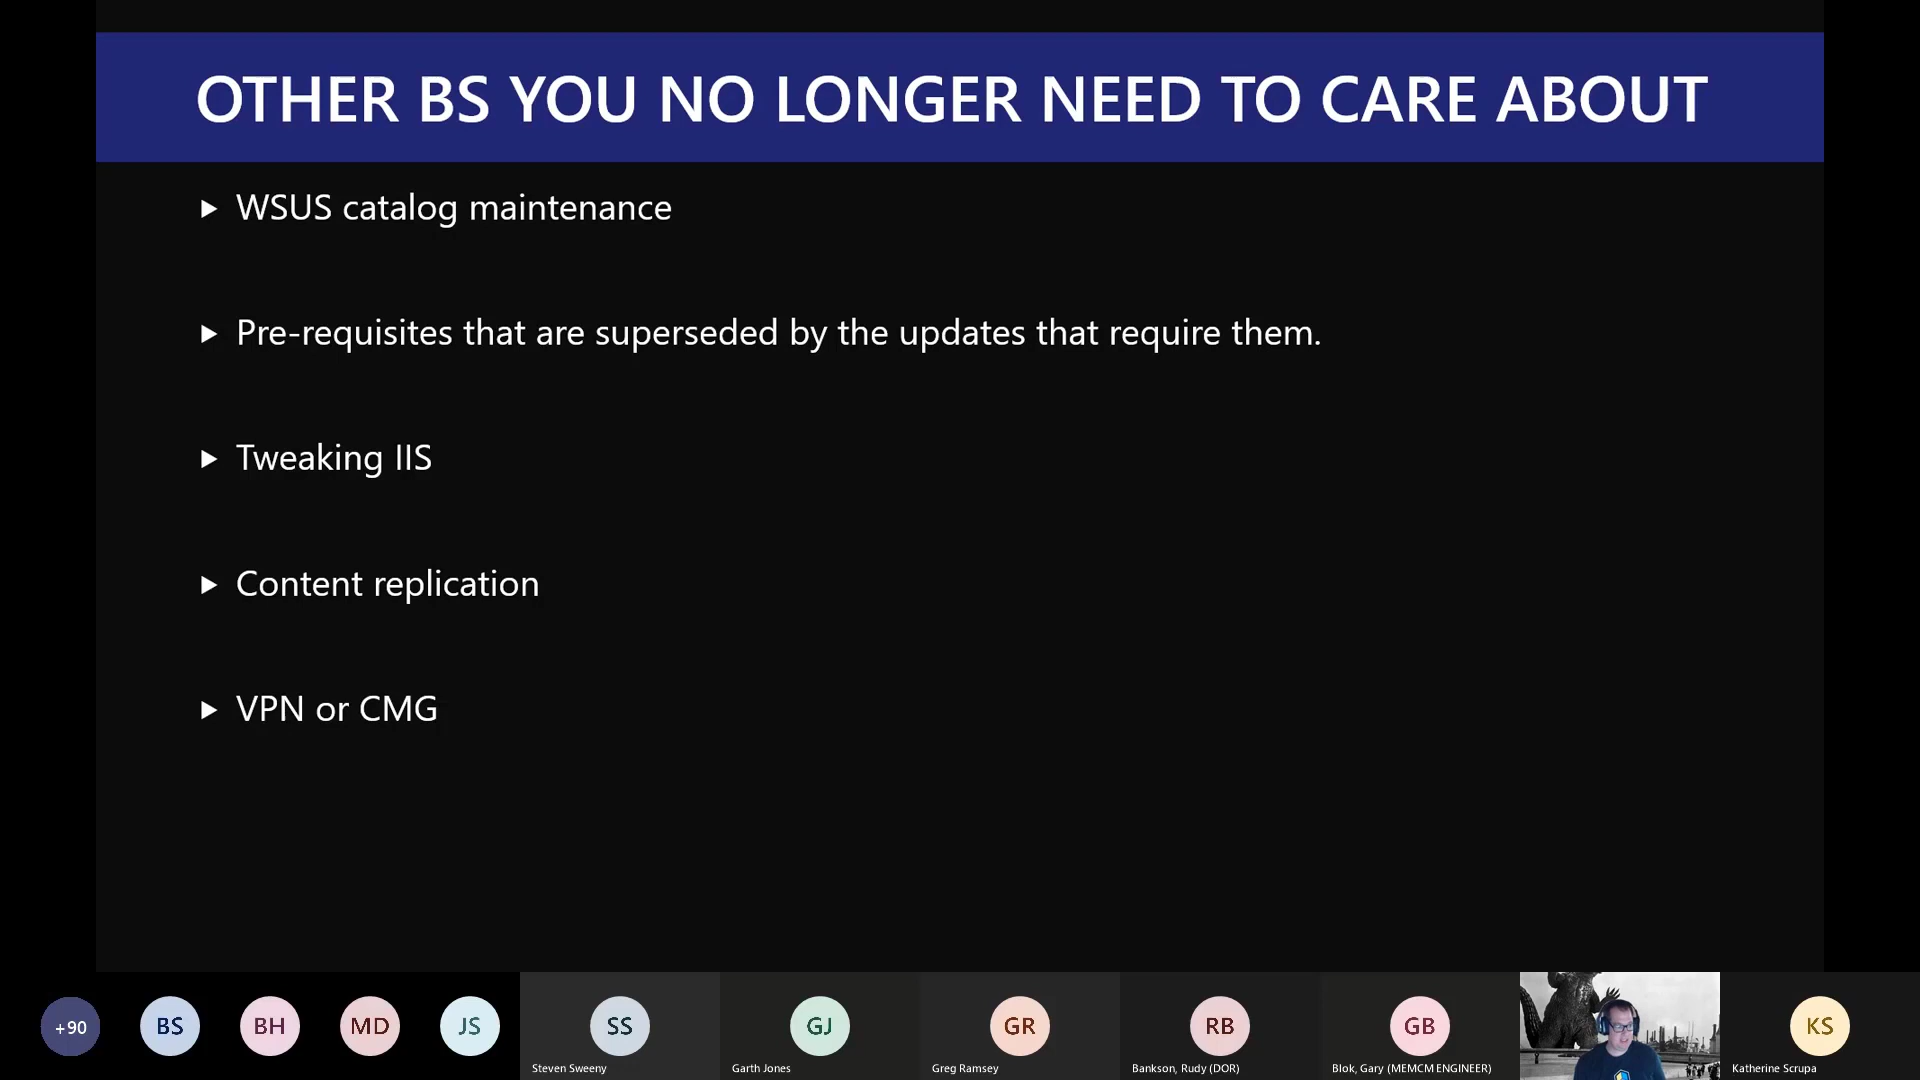 OTHER BS YOU NO LONGER NEED TO CARE ABOUT
WSUS catalog maintenance
Pre-requisites that are superseded by the updates that require them.
Tweaking IIS
Content replication
VPN or CMG
+90
BS
BH
MD
JS
SS
GJ
GR
RB
GB
KS
Steven Sweeny
Garth Jones
Greg Ramsey
Bankson, Rudy (DOR)
Blok, Gary (MEMCM ENGINEER)
Katherine Scrupa